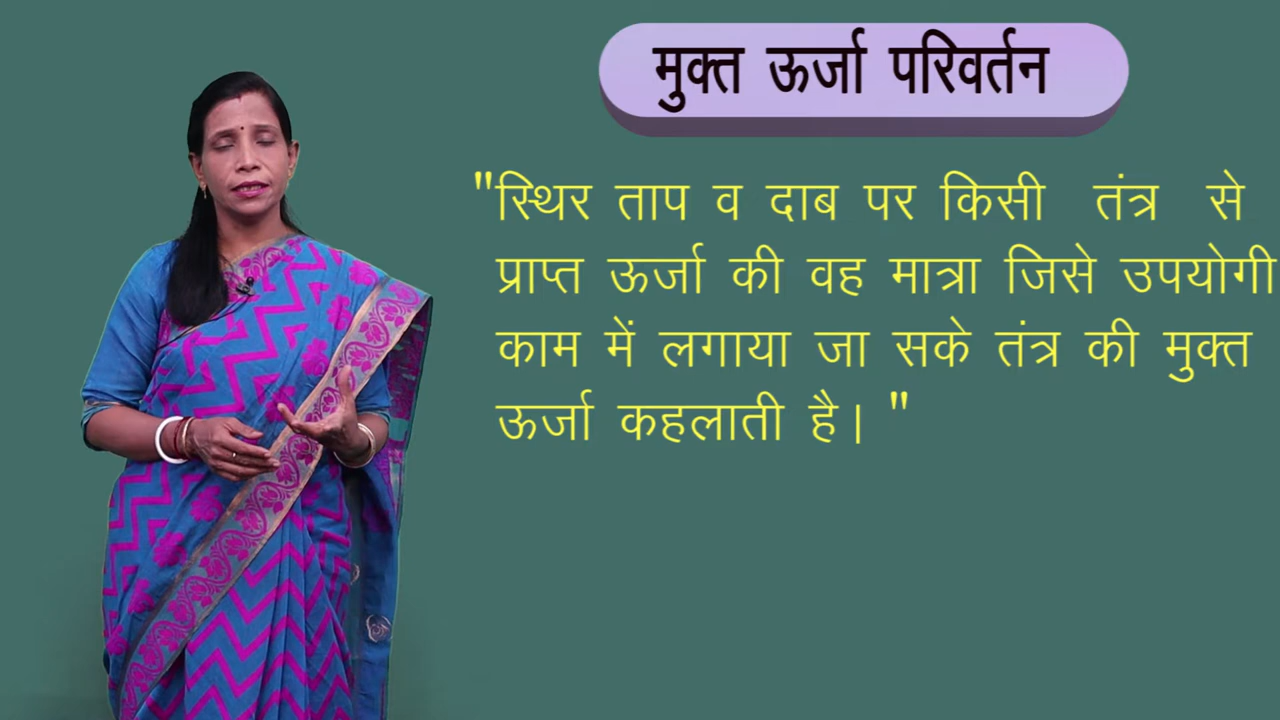 मुक्त ऊर्जा परिवर्तन
"स्थिर ताप व दाब पर किसी तंत्र से
प्राप्त ऊर्जा की वह मात्रा जिसे उपयोगी
काम में लगाया जा सके तंत्र की मुक्त
ऊर्जा कहलाती है। "